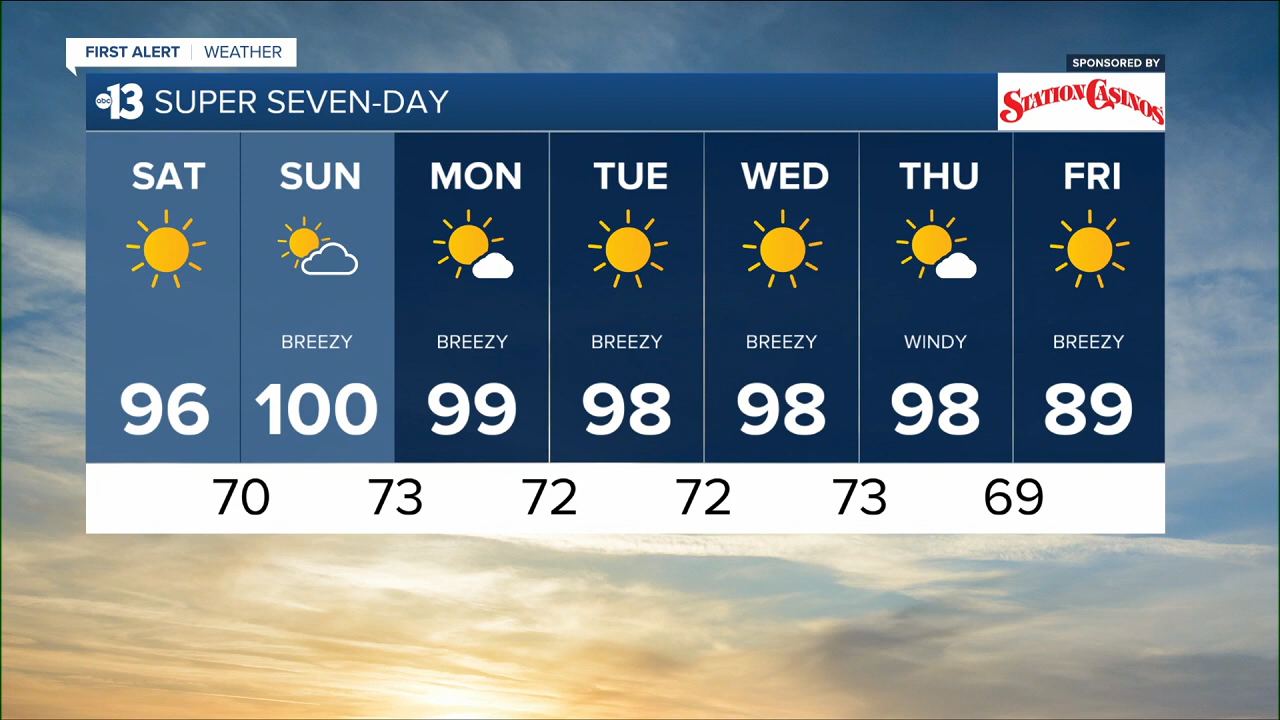 FIRST ALERT | WEATHER
SPONSORED BY
abc 13 SUPER SEVEN-DAY
STATION CASINOS
SAT SUN MON TUE WED THU FRI
BREEZY BREEZY BREEZY BREEZY WINDY BREEZY
96 100 99 98 98 98 89
70 73 72 72 73 69